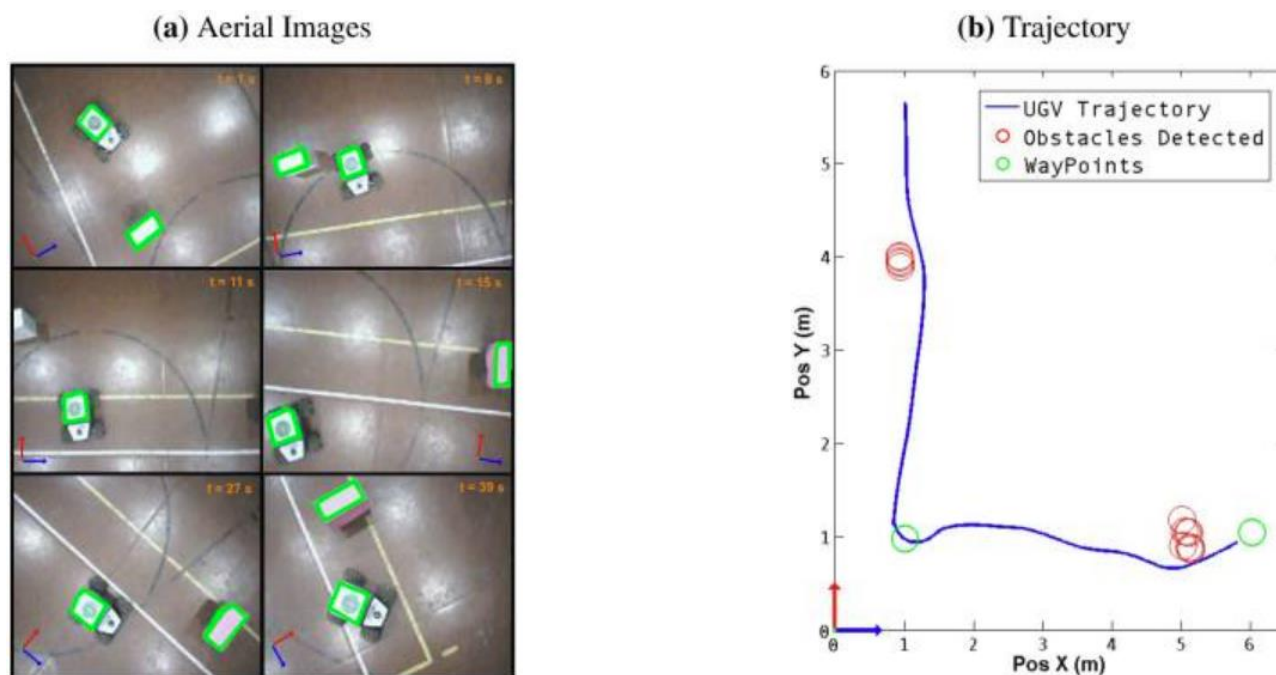 (a) Aerial Images
t = 1 s
t = 8 s
t = 11 s
t = 15 s
t = 27 s
t = 39 s
(b) Trajectory
UGV Trajectory
Obstacles Detected
WayPoints
Pos Y (m)
6
5
4
3
2
1
0
0 1 2 3 4 5 6
Pos X (m)